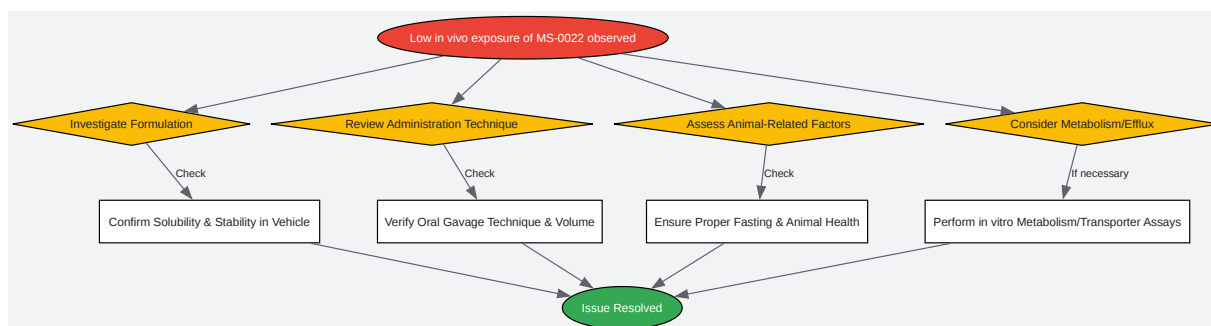 Low in vivo exposure of MS-0022 observed
Investigate Formulation
Review Administration Technique
Assess Animal-Related Factors
Consider Metabolism/Efflux
Check
Check
Check
If necessary
Confirm Solubility & Stability in Vehicle
Verify Oral Gavage Technique & Volume
Ensure Proper Fasting & Animal Health
Perform in vitro Metabolism/Transporter Assays
Issue Resolved